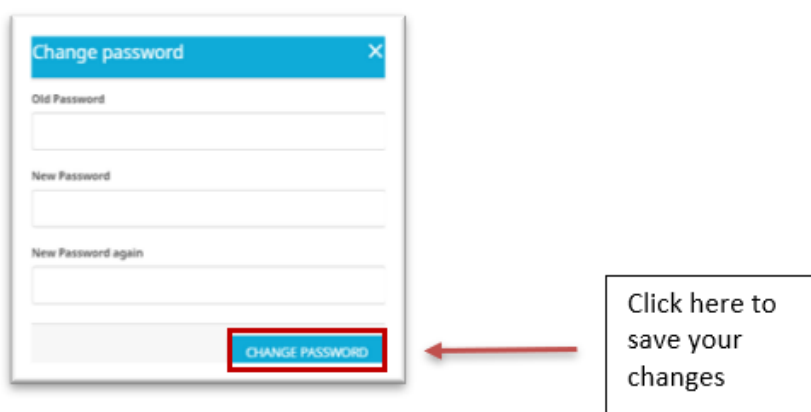 Change password ×
Old Password
New Password
New Password again
CHANGE PASSWORD
Click here to
save your
changes